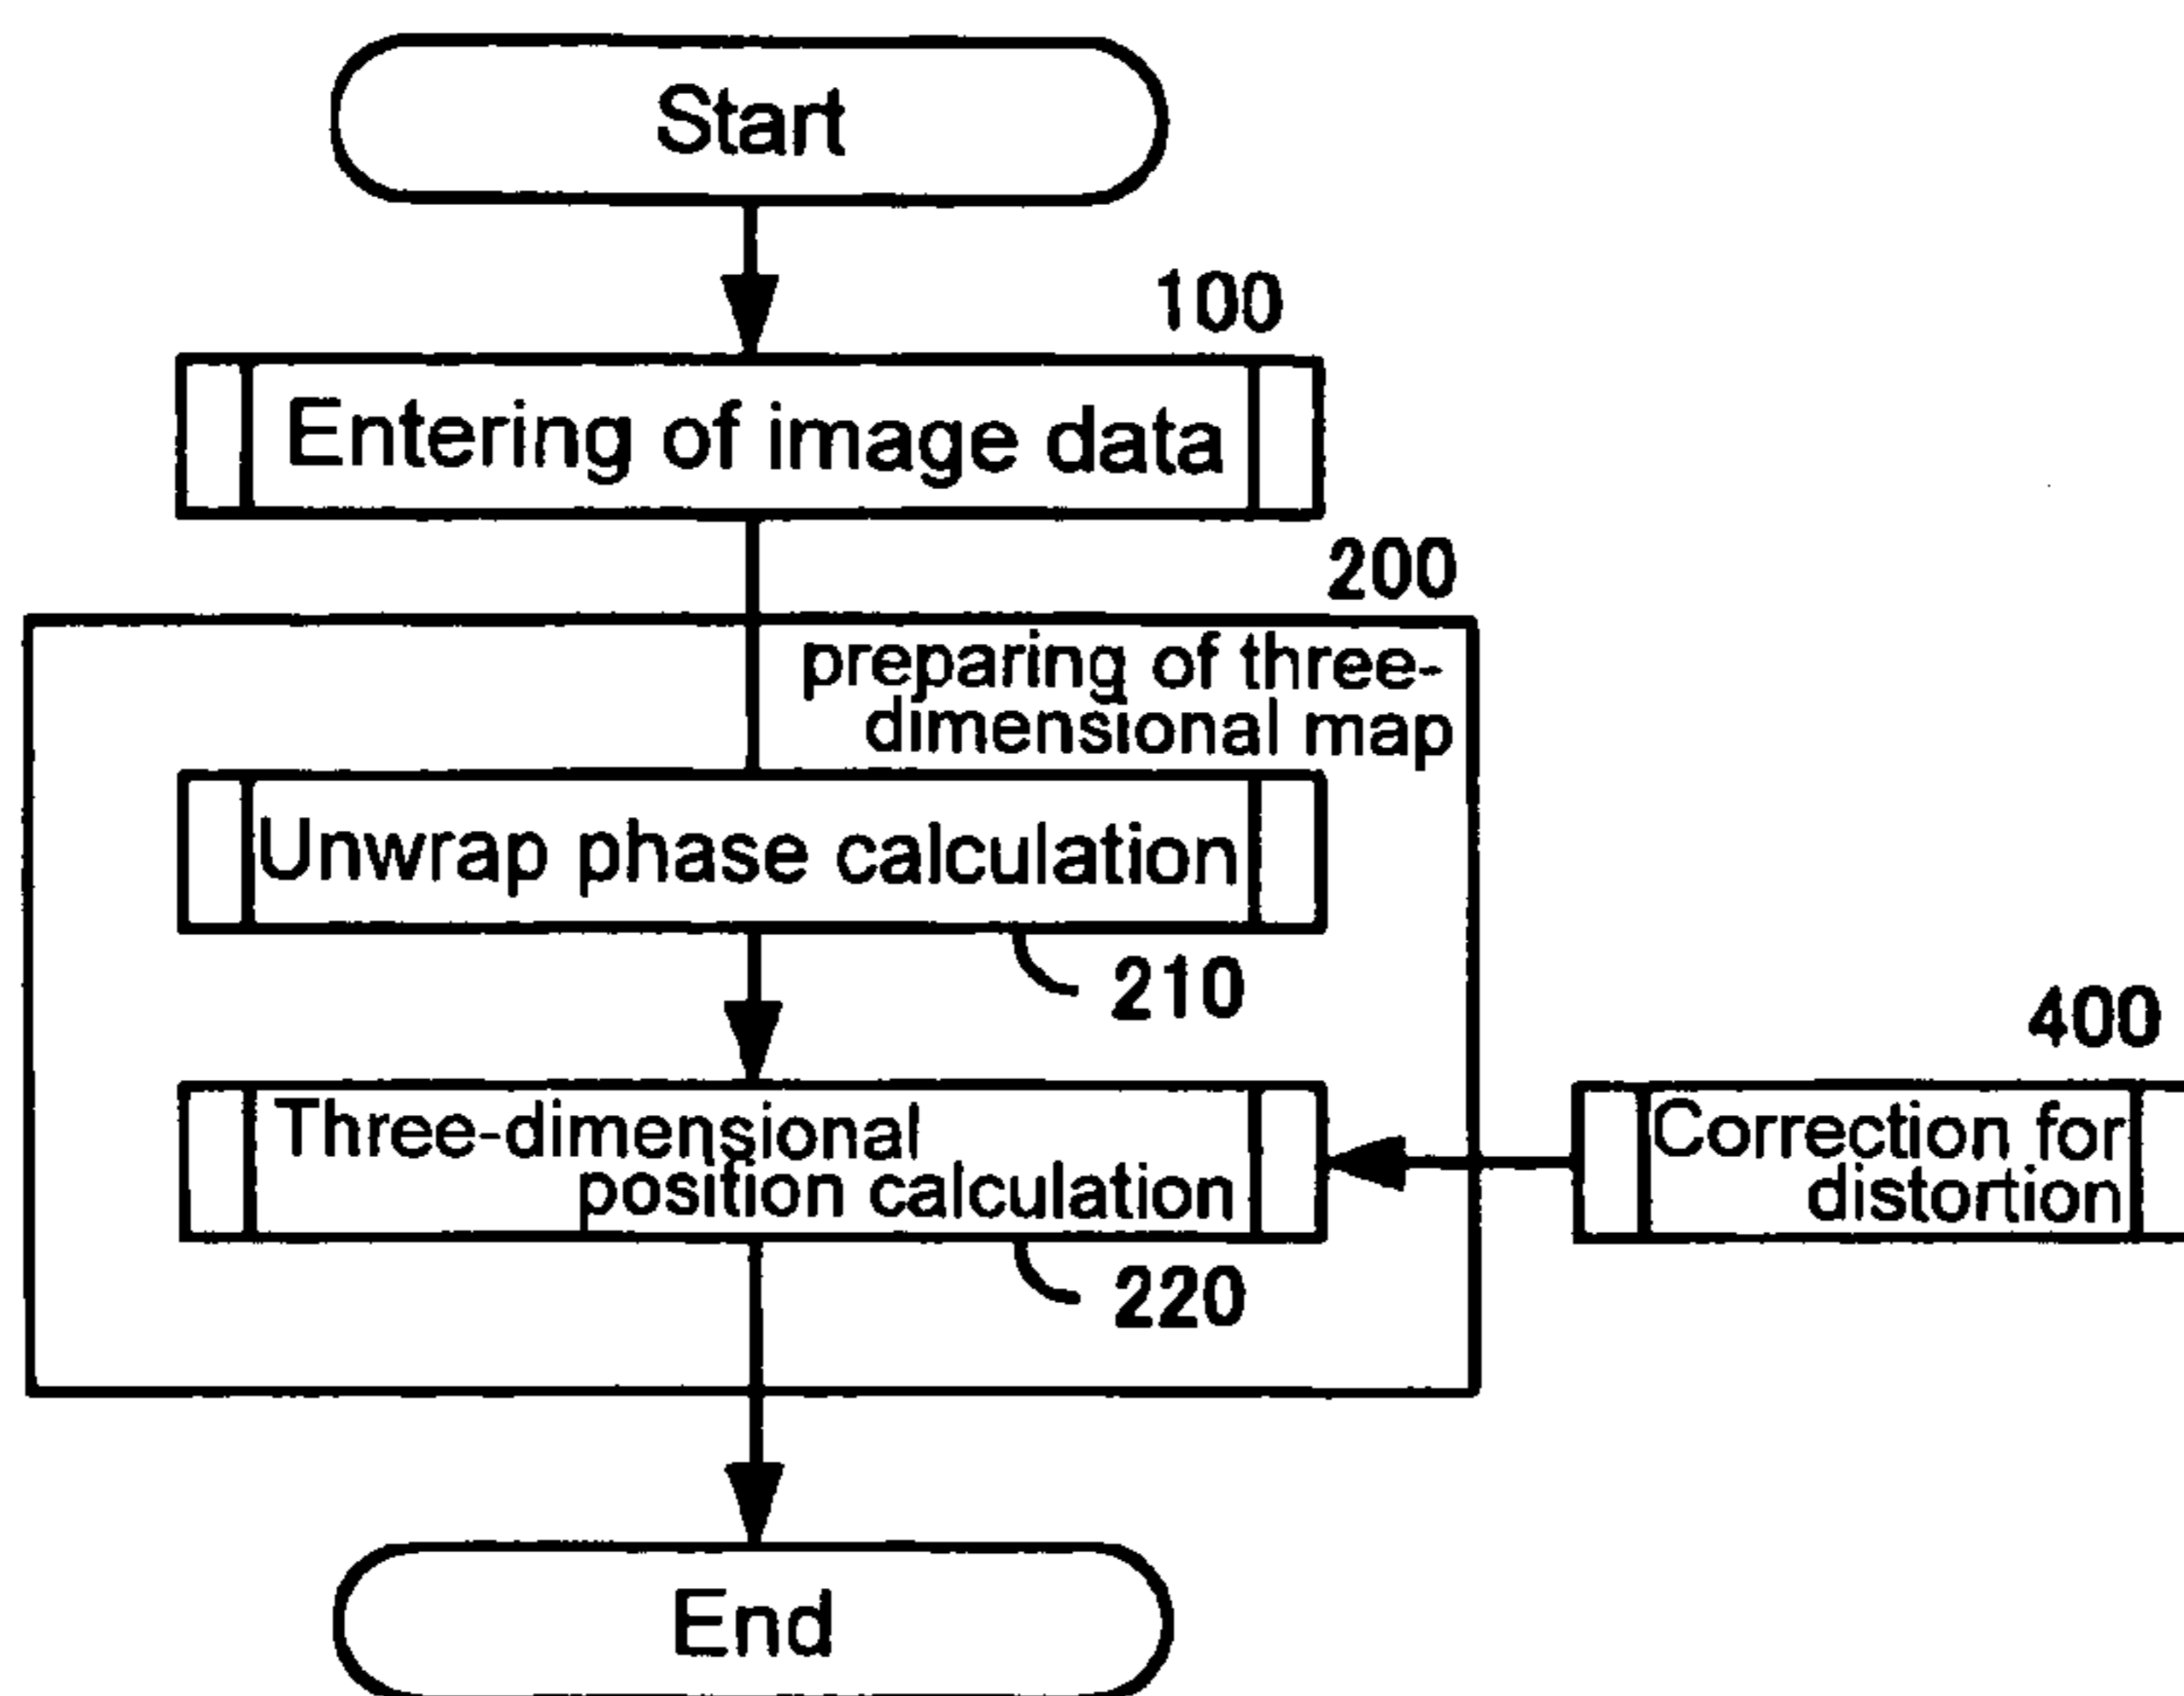 Start
100
Entering of image data
200
preparing of three-
dimensional map
Unwrap phase calculation
210
400
Three-dimensional
position calculation
Correction for
distortion
220
End